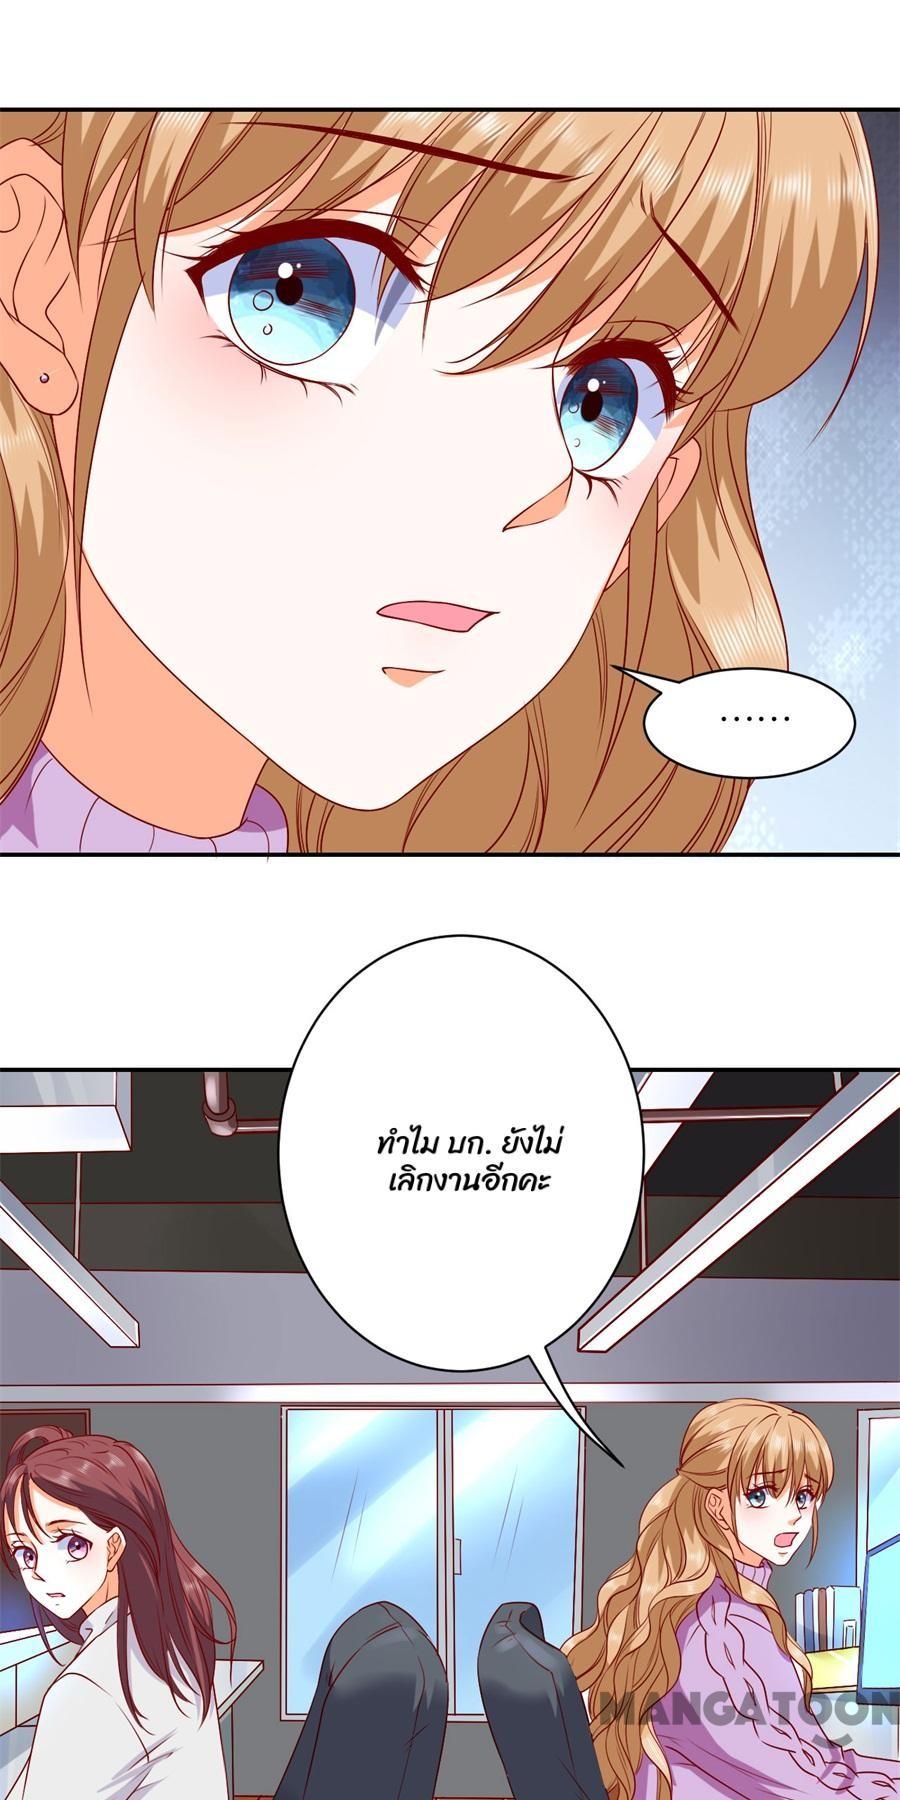 ......
ทำไม บก. ยังไม่
เลิกงานอีกคะ
MANGATOON